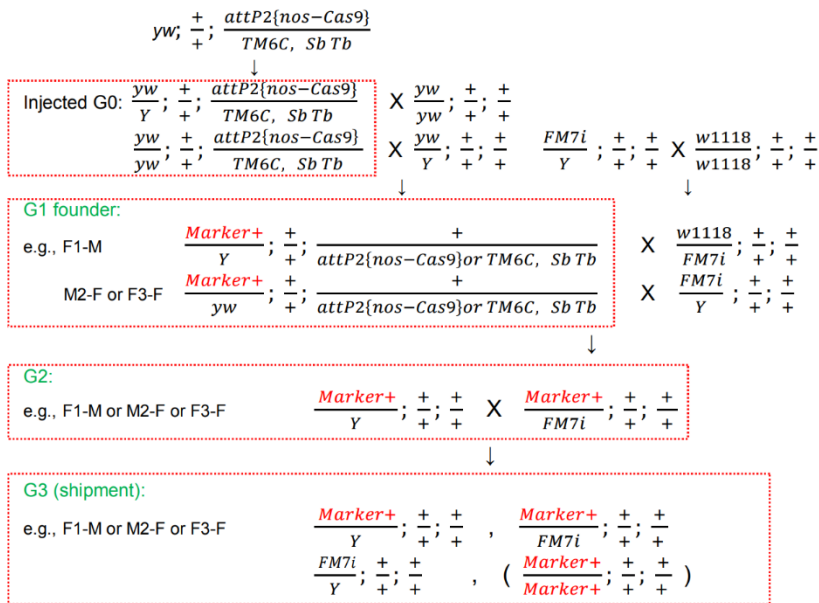 yw; +/+; attP2{nos−Cas9}/TM6C, Sb Tb
↓
Injected G0: yw/Y; +/+; attP2{nos−Cas9}/TM6C, Sb Tb X yw/yw; +/+; +/+
yw/yw; +/+; attP2{nos−Cas9}/TM6C, Sb Tb X yw/Y; +/+; +/+ FM7i/Y; +/+; +/+ X w1118/w1118; +/+; +/+
↓ ↓
G1 founder:
e.g., F1-M Marker+/Y; +/+; +/attP2{nos−Cas9}or TM6C, Sb Tb X w1118/FM7i; +/+; +/+
M2-F or F3-F Marker+/yw; +/+; +/attP2{nos−Cas9}or TM6C, Sb Tb X FM7i/Y; +/+; +/+
↓
G2:
e.g., F1-M or M2-F or F3-F Marker+/Y; +/+; +/+ X Marker+/FM7i; +/+; +/+
↓
G3 (shipment):
e.g., F1-M or M2-F or F3-F Marker+/Y; +/+; +/+ , Marker+/FM7i; +/+; +/+
FM7i/Y; +/+; +/+ , ( Marker+/Marker+; +/+; +/+ )